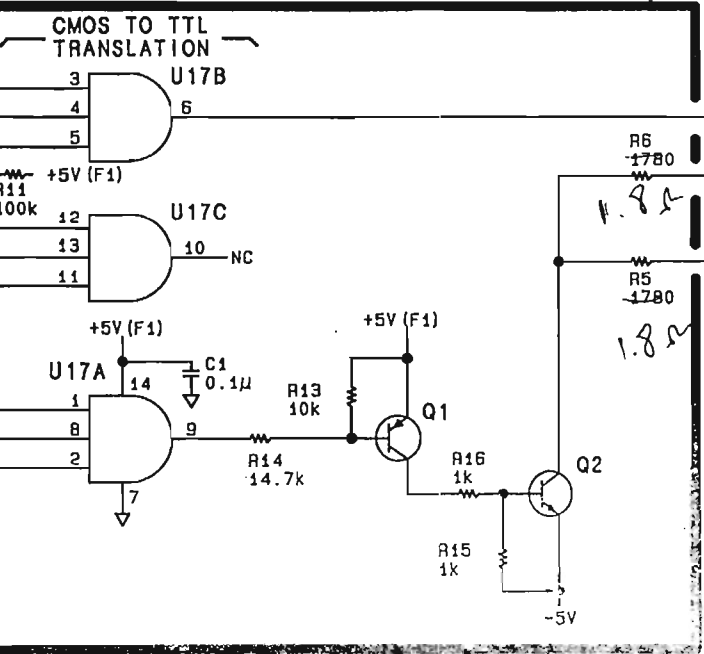 CMOS TO TTL
TRANSLATION
3
U17B
4
6
5
R6
1780
1.8 Ω
R11
100k
+5V (F1)
12
U17C
13
10
NC
11
R5
1780
1.8 Ω
+5V (F1)
+5V (F1)
U17A
14
C1
0.1µ
1
8
9
2
7
R13
10k
Q1
R14
14.7k
R16
1k
Q2
R15
1k
-5V